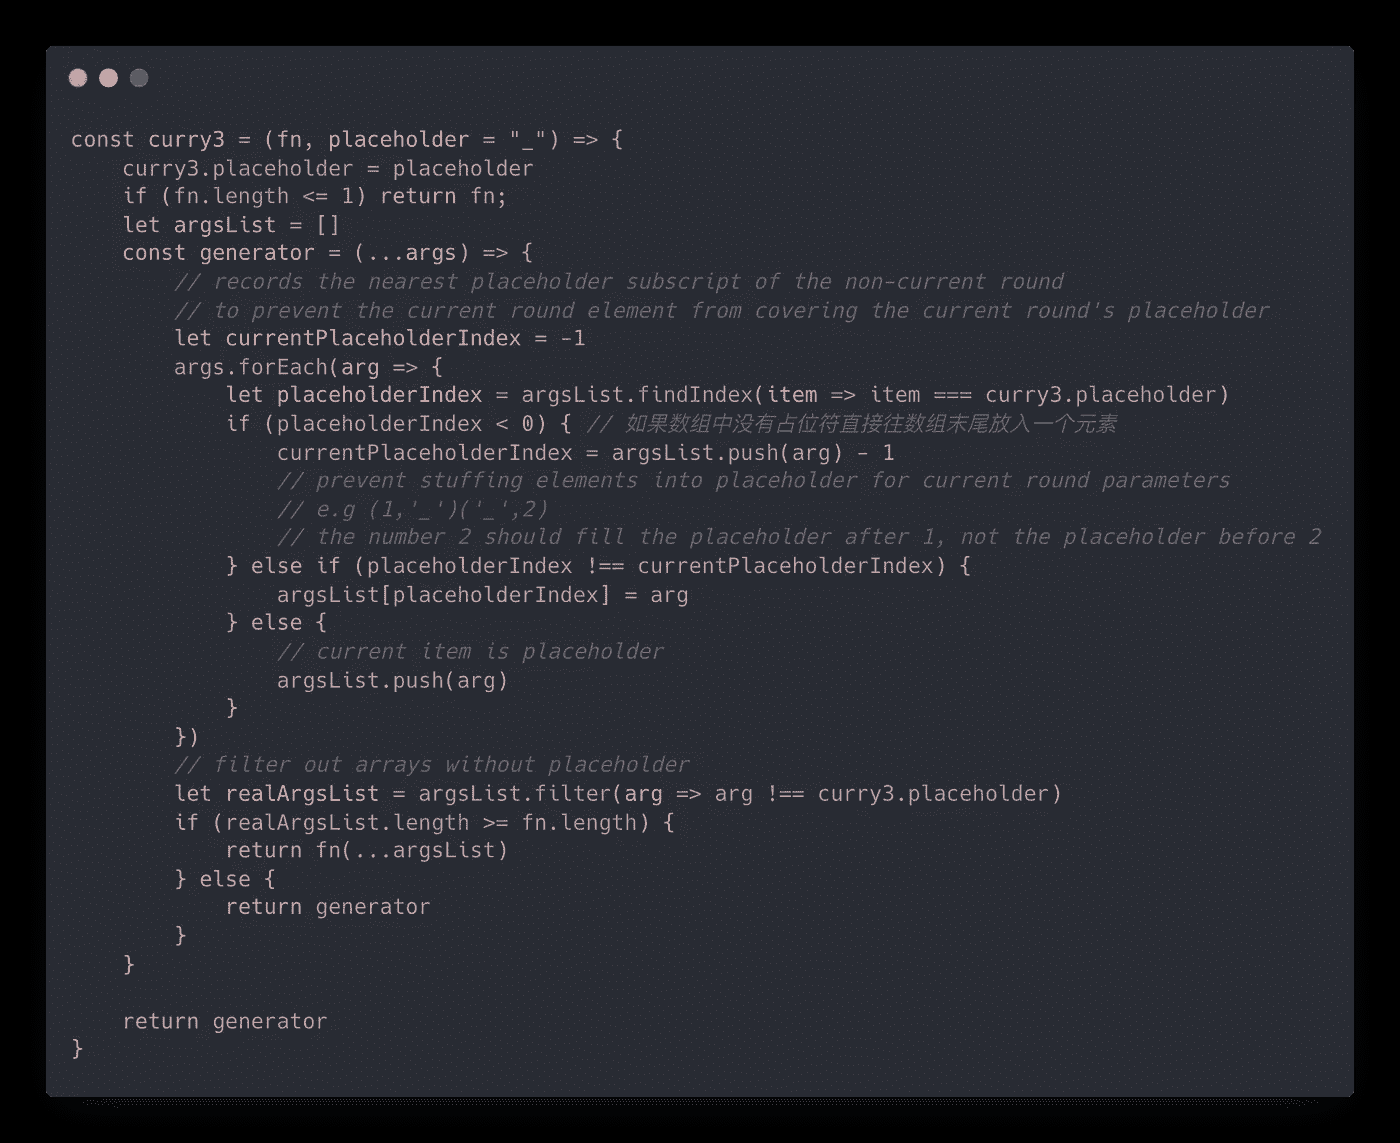 const curry3 = (fn, placeholder = "_") => {
    curry3.placeholder = placeholder
    if (fn.length <= 1) return fn;
    let argsList = []
    const generator = (...args) => {
        // records the nearest placeholder subscript of the non-current round
        // to prevent the current round element from covering the current round's placeholder
        let currentPlaceholderIndex = -1
        args.forEach(arg => {
            let placeholderIndex = argsList.findIndex(item => item === curry3.placeholder)
            if (placeholderIndex < 0) { // 如果数组中没有占位符直接往数组末尾放入一个元素
                currentPlaceholderIndex = argsList.push(arg) - 1
                // prevent stuffing elements into placeholder for current round parameters
                // e.g (1,'_')('_',2)
                // the number 2 should fill the placeholder after 1, not the placeholder before 2
            } else if (placeholderIndex !== currentPlaceholderIndex) {
                argsList[placeholderIndex] = arg
            } else {
                // current item is placeholder
                argsList.push(arg)
            }
        })
        // filter out arrays without placeholder
        let realArgsList = argsList.filter(arg => arg !== curry3.placeholder)
        if (realArgsList.length >= fn.length) {
            return fn(...argsList)
        } else {
            return generator
        }
    }

    return generator
}